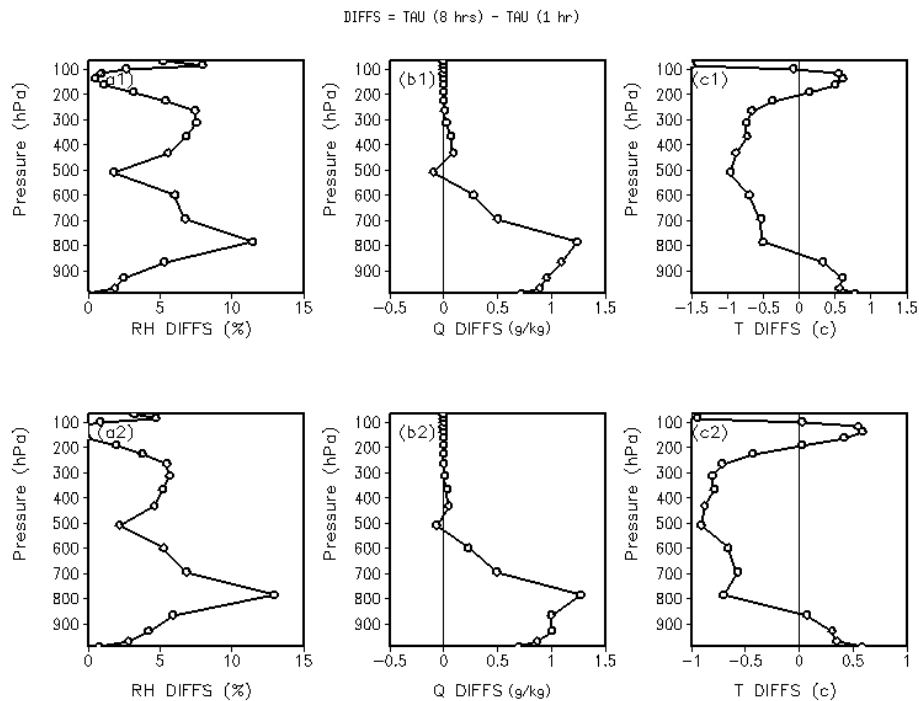 DIFFS = TAU (8 hrs) - TAU (1 hr)
(a1) (b1) (c1)
Pressure (hPa) Pressure (hPa) Pressure (hPa)
100 200 300 400 500 600 700 800 900
100 200 300 400 500 600 700 800 900
100 200 300 400 500 600 700 800 900
0 5 10 15
−0.5 0 0.5 1 1.5
−1.5 −1 −0.5 0 0.5 1 1.5
RH DIFFS (%) Q DIFFS (g/kg) T DIFFS (c)
(a2) (b2) (c2)
Pressure (hPa) Pressure (hPa) Pressure (hPa)
100 200 300 400 500 600 700 800 900
100 200 300 400 500 600 700 800 900
100 200 300 400 500 600 700 800 900
0 5 10 15
−0.5 0 0.5 1 1.5
−1 −0.5 0 0.5 1
RH DIFFS (%) Q DIFFS (g/kg) T DIFFS (c)